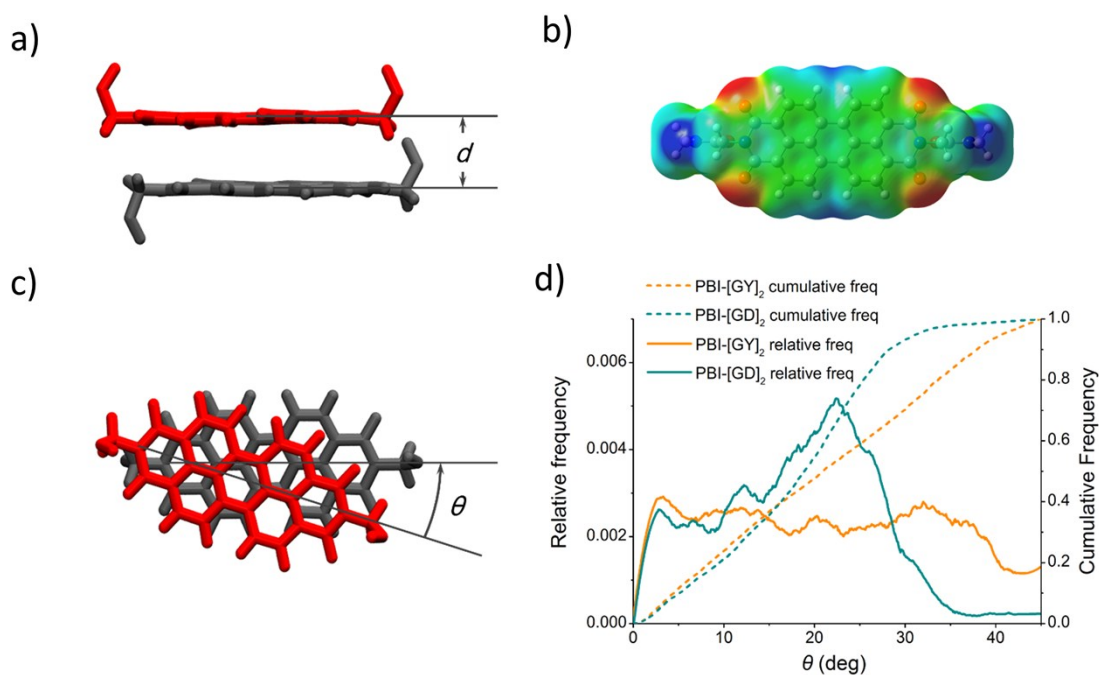 a)
d
b)
c)
θ
d)
PBI-[GY]₂ cumulative freq
PBI-[GD]₂ cumulative freq
PBI-[GY]₂ relative freq
PBI-[GD]₂ relative freq
Relative frequency
0.006
0.004
0.002
0.000
0
10
20
30
40
θ (deg)
1.0
0.8
0.6
0.4
0.2
0.0
Cumulative Frequency